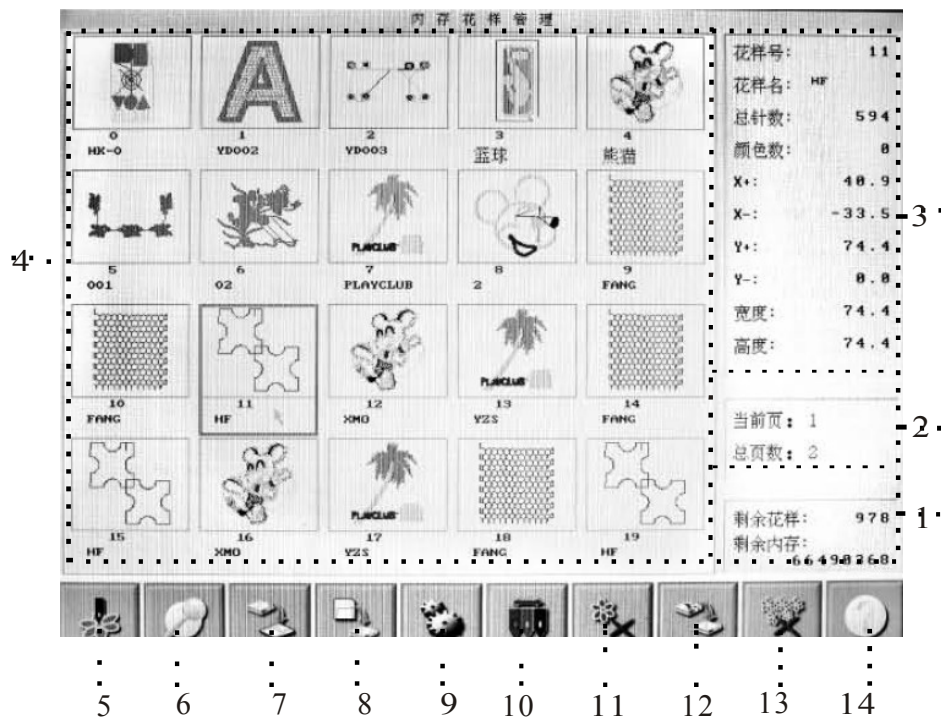 内存花样管理
0 1 2 3 4
HK-0 YD002 YD003 篮球 熊猫
5 6 7 8 9
001 02 PLAYCLUB 2 FANG
10 11 12 13 14
FANG HF XMO YZS FANG
15 16 17 18 19
HF XMO YZS FANG HF
花样号: 11
花样名: HF
总针数: 594
颜色数: 0
X+: 40.9
X-: -33.5
Y+: 74.4
Y-: 0.0
宽度: 74.4
高度: 74.4
当前页: 1
总页数: 2
剩余花样: 978
剩余内存:
66490368
4
3
2
1
5 6 7 8 9 10 11 12 13 14